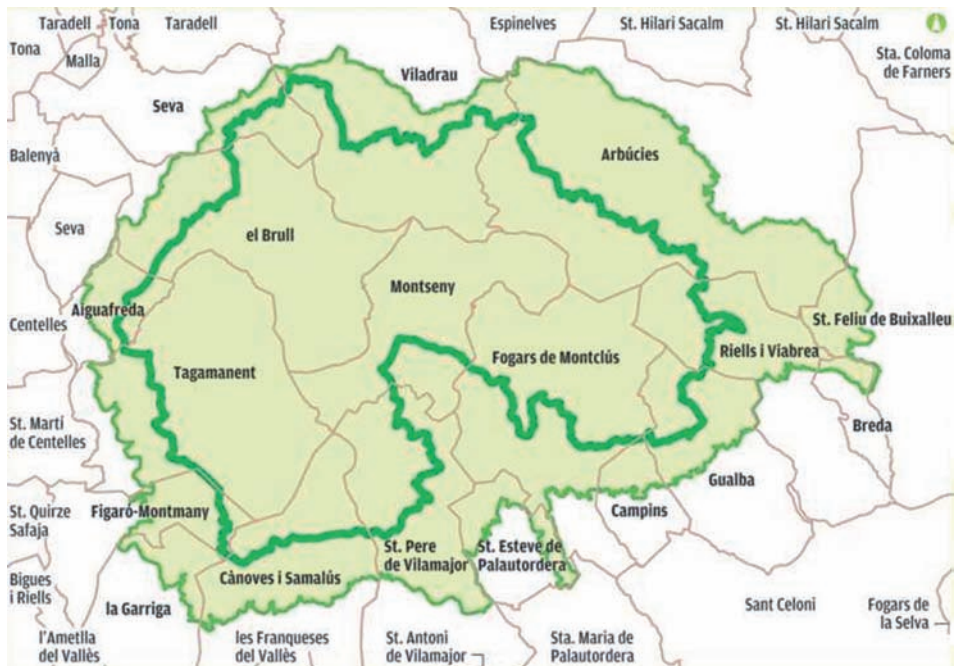 Taradell
Tona
Taradell
Espinelves
St. Hilari Sacalm
St. Hilari Sacalm
Tona
Malla
Viladrau
Sta. Coloma
de Farners
Seva
Balenyà
Arbúcies
Seva
el Brull
Montseny
Aiguafreda
Centelles
St. Feliu de Buixalleu
Riells i Viabrea
Fogars de Montclús
Tagamanent
St. Martí
de Centelles
Breda
Gualba
St. Quirze
Safaja
Figaró-Montmany
Campins
St. Pere
de Vilamajor
St. Esteve de
Palautordera
Bigues
i Riells
Cànoves i Samalús
la Garriga
Sant Celoni
Fogars de
la Selva
l'Ametlla
del Vallès
les Franqueses
del Vallès
St. Antoni
de Vilamajor
Sta. Maria de
Palautordera